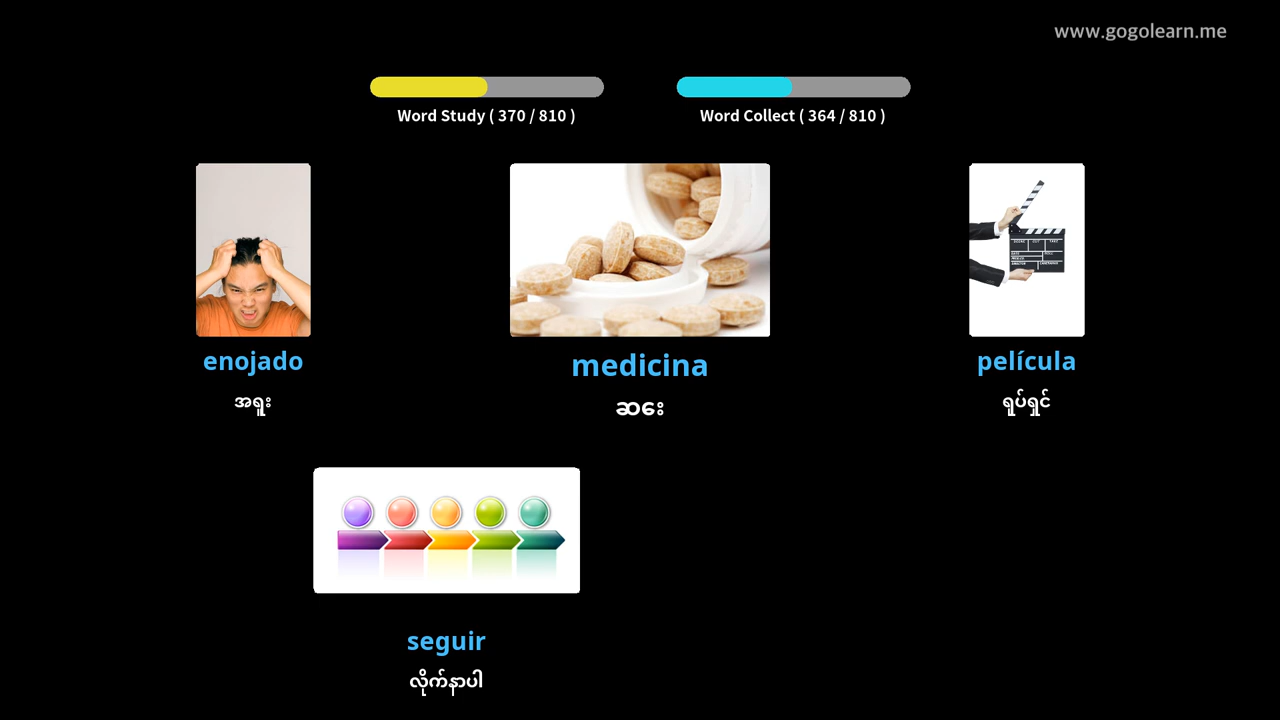 www.gogolearn.me
Word Study ( 370 / 810 )
Word Collect ( 364 / 810 )
enojado
medicina
película
အရူး
ဆေး
ရုပ်ရှင်
seguir
လိုက်နာပါ